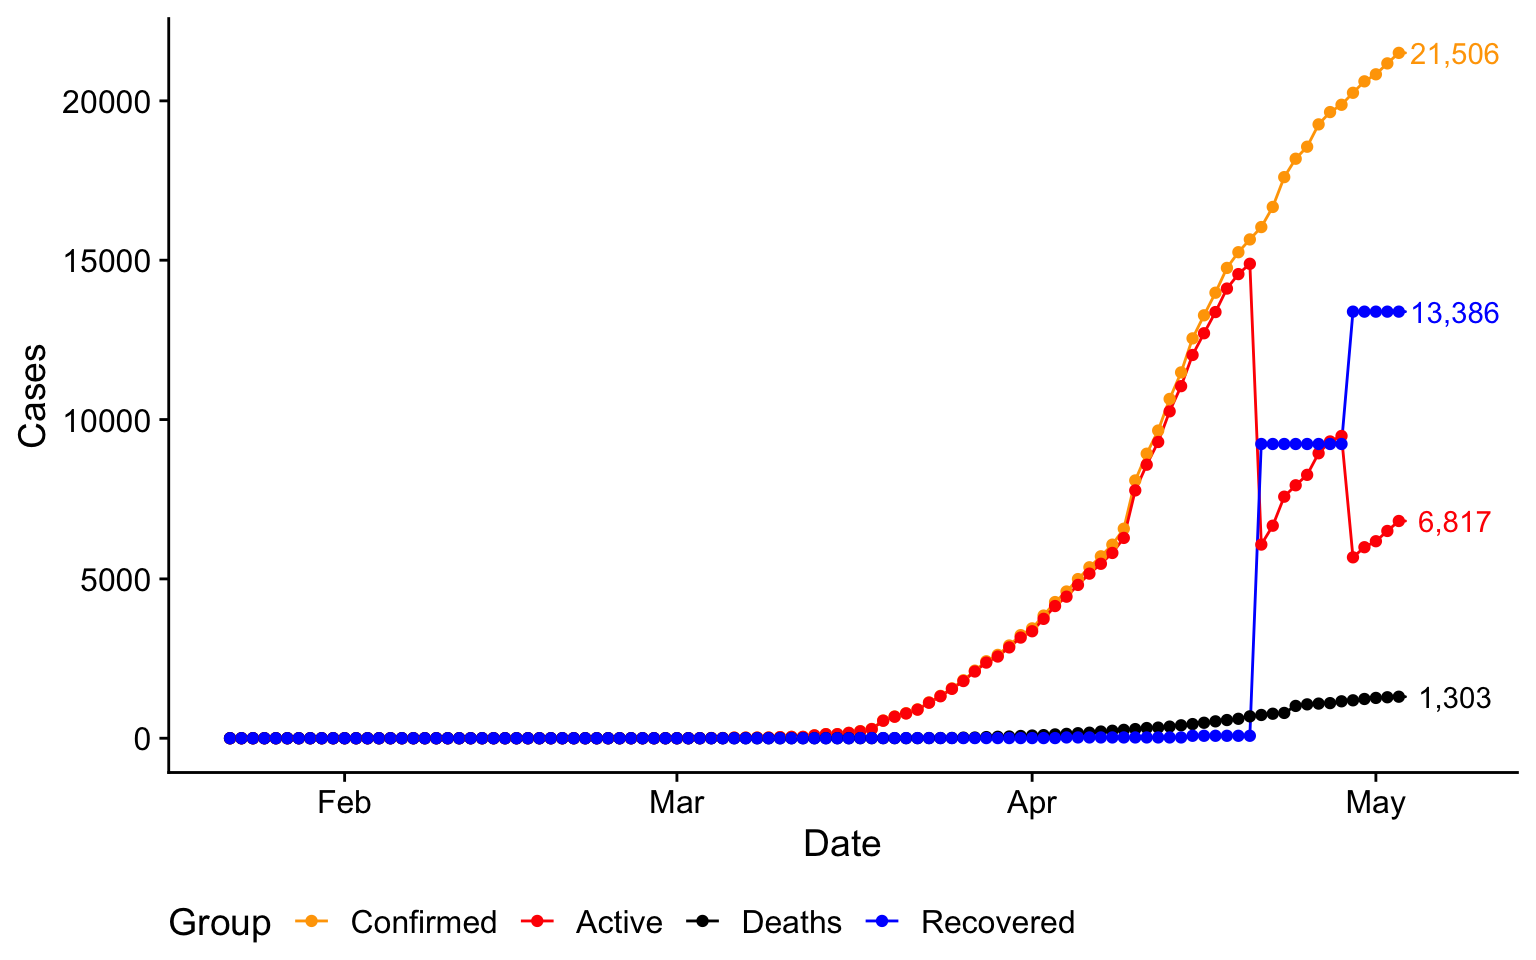 21,506
20000
15000
13,386
10000
Cases
6,817
5000
1,303
0
Feb Mar Apr May
Date
Group Confirmed Active Deaths Recovered